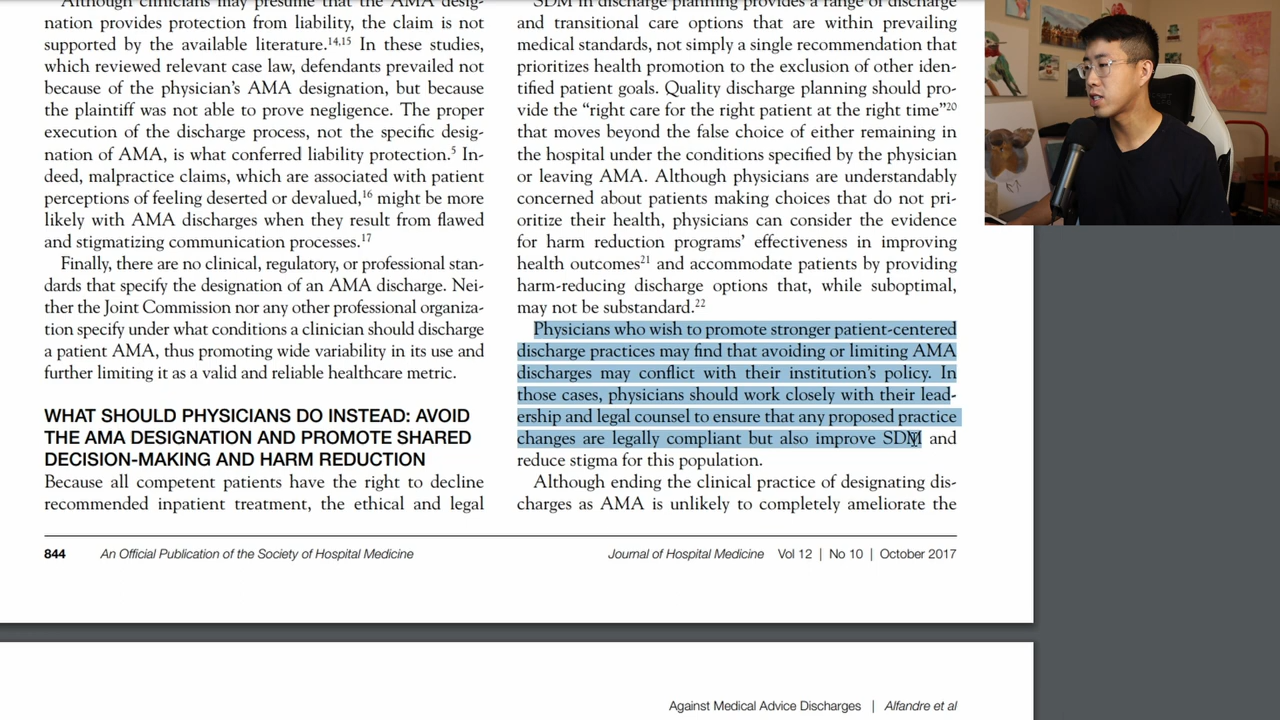 Although clinicians may presume that the AMA desig-
nation provides protection from liability, the claim is not
supported by the available literature.14,15 In these studies,
which reviewed relevant case law, defendants prevailed not
because of the physician's AMA designation, but because
the plaintiff was not able to prove negligence. The proper
execution of the discharge process, not the specific desig-
nation of AMA, is what conferred liability protection.5 In-
deed, malpractice claims, which are associated with patient
perceptions of feeling deserted or devalued,16 might be more
likely with AMA discharges when they result from flawed
and stigmatizing communication processes.17
Finally, there are no clinical, regulatory, or professional stan-
dards that specify the designation of an AMA discharge. Nei-
ther the Joint Commission nor any other professional organiza-
tion specify under what conditions a clinician should discharge
a patient AMA, thus promoting wide variability in its use and
further limiting it as a valid and reliable healthcare metric.
WHAT SHOULD PHYSICIANS DO INSTEAD: AVOID
THE AMA DESIGNATION AND PROMOTE SHARED
DECISION-MAKING AND HARM REDUCTION
Because all competent patients have the right to decline
recommended inpatient treatment, the ethical and legal
SDM in discharge planning provides a range of discharge
and transitional care options that are within prevailing
medical standards, not simply a single recommendation that
prioritizes health promotion to the exclusion of other iden-
tified patient goals. Quality discharge planning should pro-
vide the “right care for the right patient at the right time”20
that moves beyond the false choice of either remaining in
the hospital under the conditions specified by the physician
or leaving AMA. Although physicians are understandably
concerned about patients making choices that do not pri-
oritize their health, physicians can consider the evidence
for harm reduction programs’ effectiveness in improving
health outcomes21 and accommodate patients by providing
harm-reducing discharge options that, while suboptimal,
may not be substandard.22
Physicians who wish to promote stronger patient-centered
discharge practices may find that avoiding or limiting AMA
discharges may conflict with their institution’s policy. In
those cases, physicians should work closely with their lead-
ership and legal counsel to ensure that any proposed practice
changes are legally compliant but also improve SDM and
reduce stigma for this population.
Although ending the clinical practice of designating dis-
charges as AMA is unlikely to completely ameliorate the
844 An Official Publication of the Society of Hospital Medicine
Journal of Hospital Medicine Vol 12 | No 10 | October 2017
Against Medical Advice Discharges | Alfandre et al